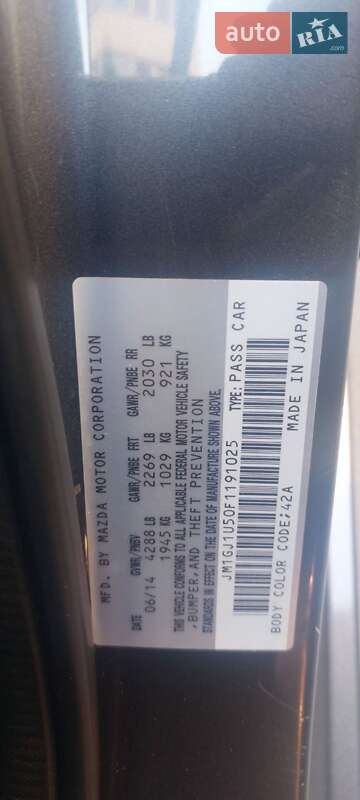 auto RIA
.com
MFD. BY MAZDA MOTOR CORPORATION
DATE GVWR/PNBV GAWR/PNBE FRT GAWR/PNBE RR
06/14 4288 LB 2269 LB 2030 LB
1945 KG 1029 KG 921 KG
THIS VEHICLE CONFORMS TO ALL APPLICABLE FEDERAL MOTOR VEHICLE SAFETY
,BUMPER,AND THEFT PREVENTION
STANDARDS IN EFFECT ON THE DATE OF MANUFACTURE SHOWN ABOVE.
JM1GJ1U50F1191025 TYPE: PASS CAR
BODY COLOR CODE;42A MADE IN JAPAN